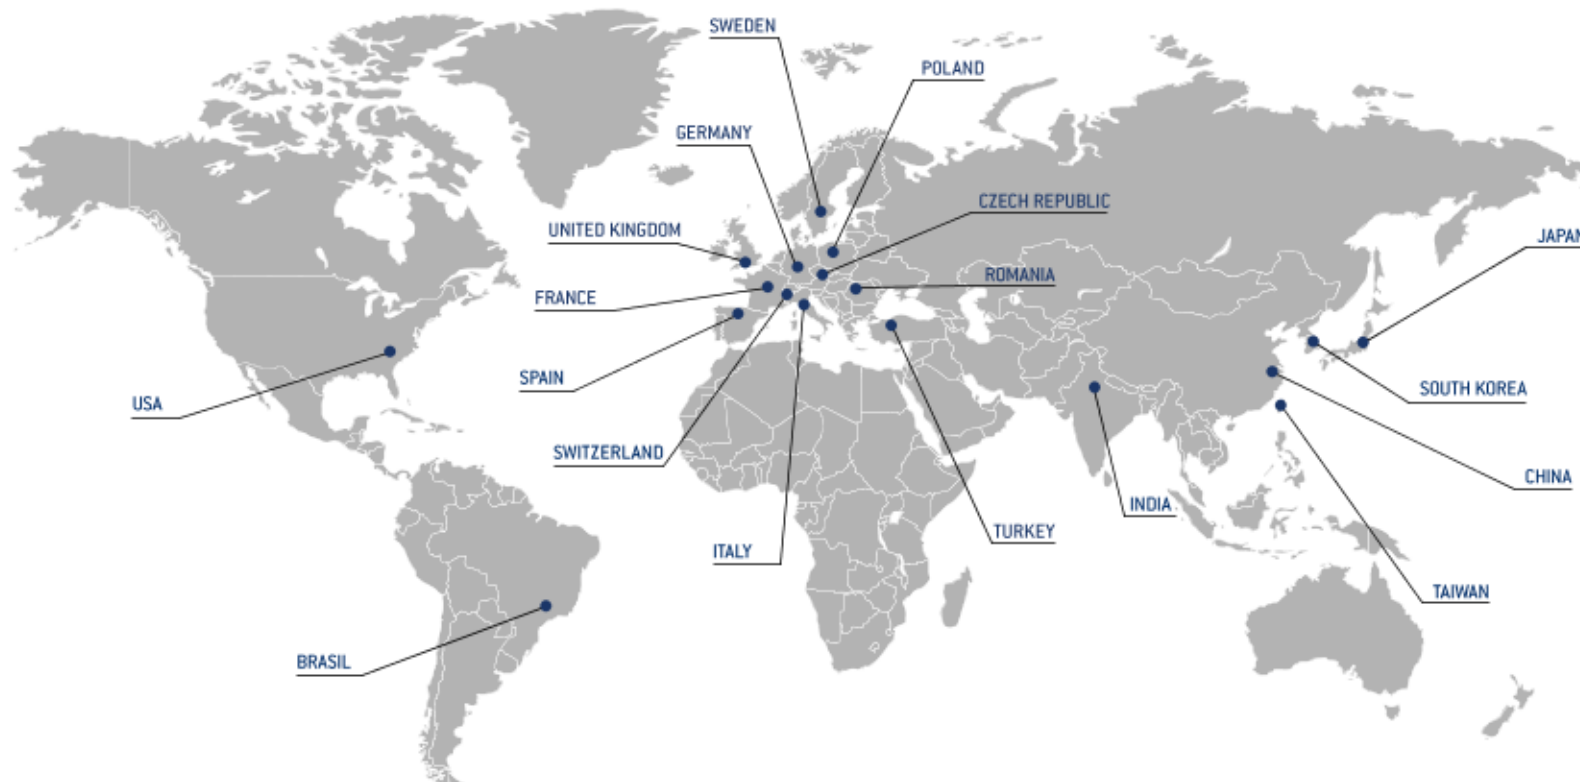 SWEDEN
POLAND
GERMANY
CZECH REPUBLIC
UNITED KINGDOM
JAPAN
ROMANIA
FRANCE
SPAIN
SOUTH KOREA
USA
SWITZERLAND
CHINA
INDIA
TURKEY
ITALY
TAIWAN
BRASIL